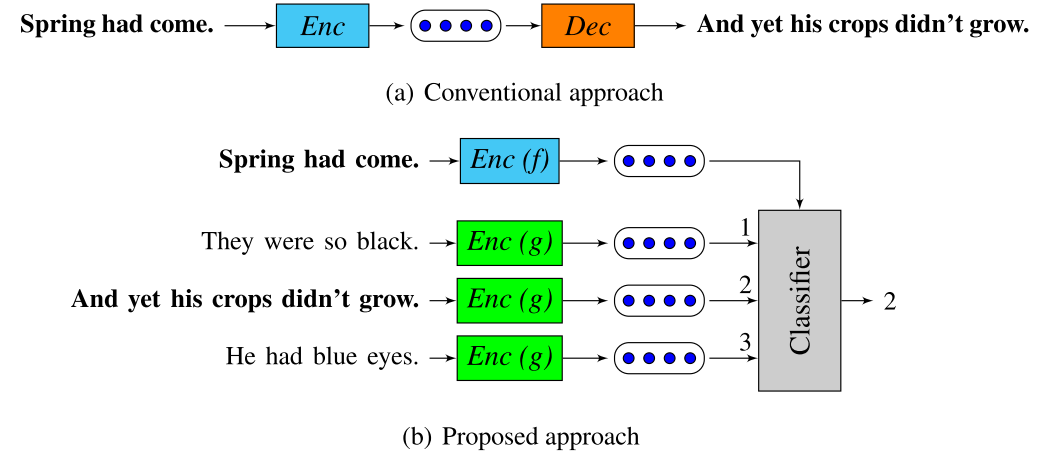 Spring had come. Enc Dec And yet his crops didn't grow.
(a) Conventional approach
Spring had come. Enc (f)
They were so black. Enc (g) 1
And yet his crops didn't grow. Enc (g) 2 Classifier 2
He had blue eyes. Enc (g) 3
(b) Proposed approach